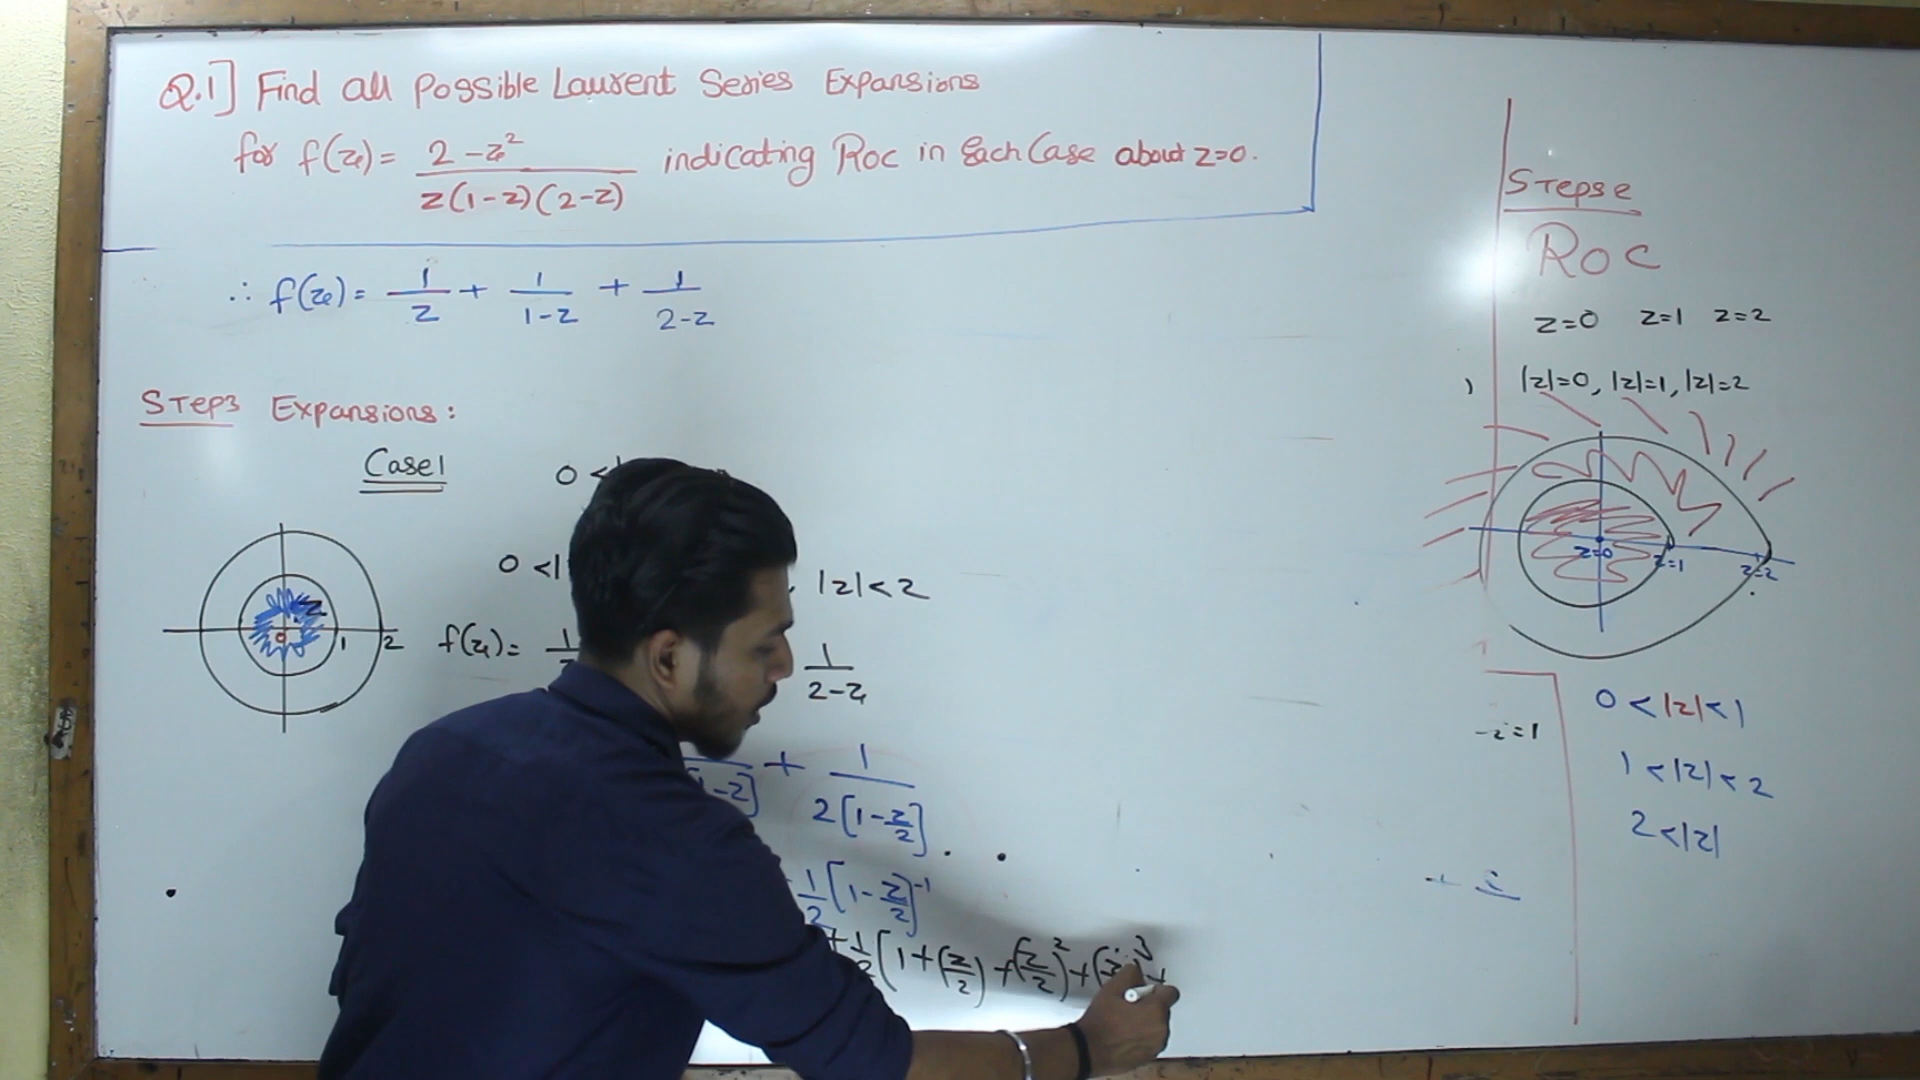 Q.1] Find all possible Laurent Series Expansions
for f(z) = 2-z² / z(1-z)(2-z) indicating Roc in Each Case about z=0.
∴ f(z) = 1/z + 1/1-z + 1/2-z
Step3 Expansions:
Case1
0 <
0 <|
|z|<2
f(z) =
1/2-z
0
1
2
+ 1/2[1-z/2]
1/2[1-z/2]^-1
+ 1/2(1+(z/2)+(z/2)²+
Steps2
Roc
z=0 z=1 z=2
|z|=0, |z|=1, |z|=2
z=0
z=1
z=2
-z=1
0<|z|<1
1<|z|<2
2<|z|